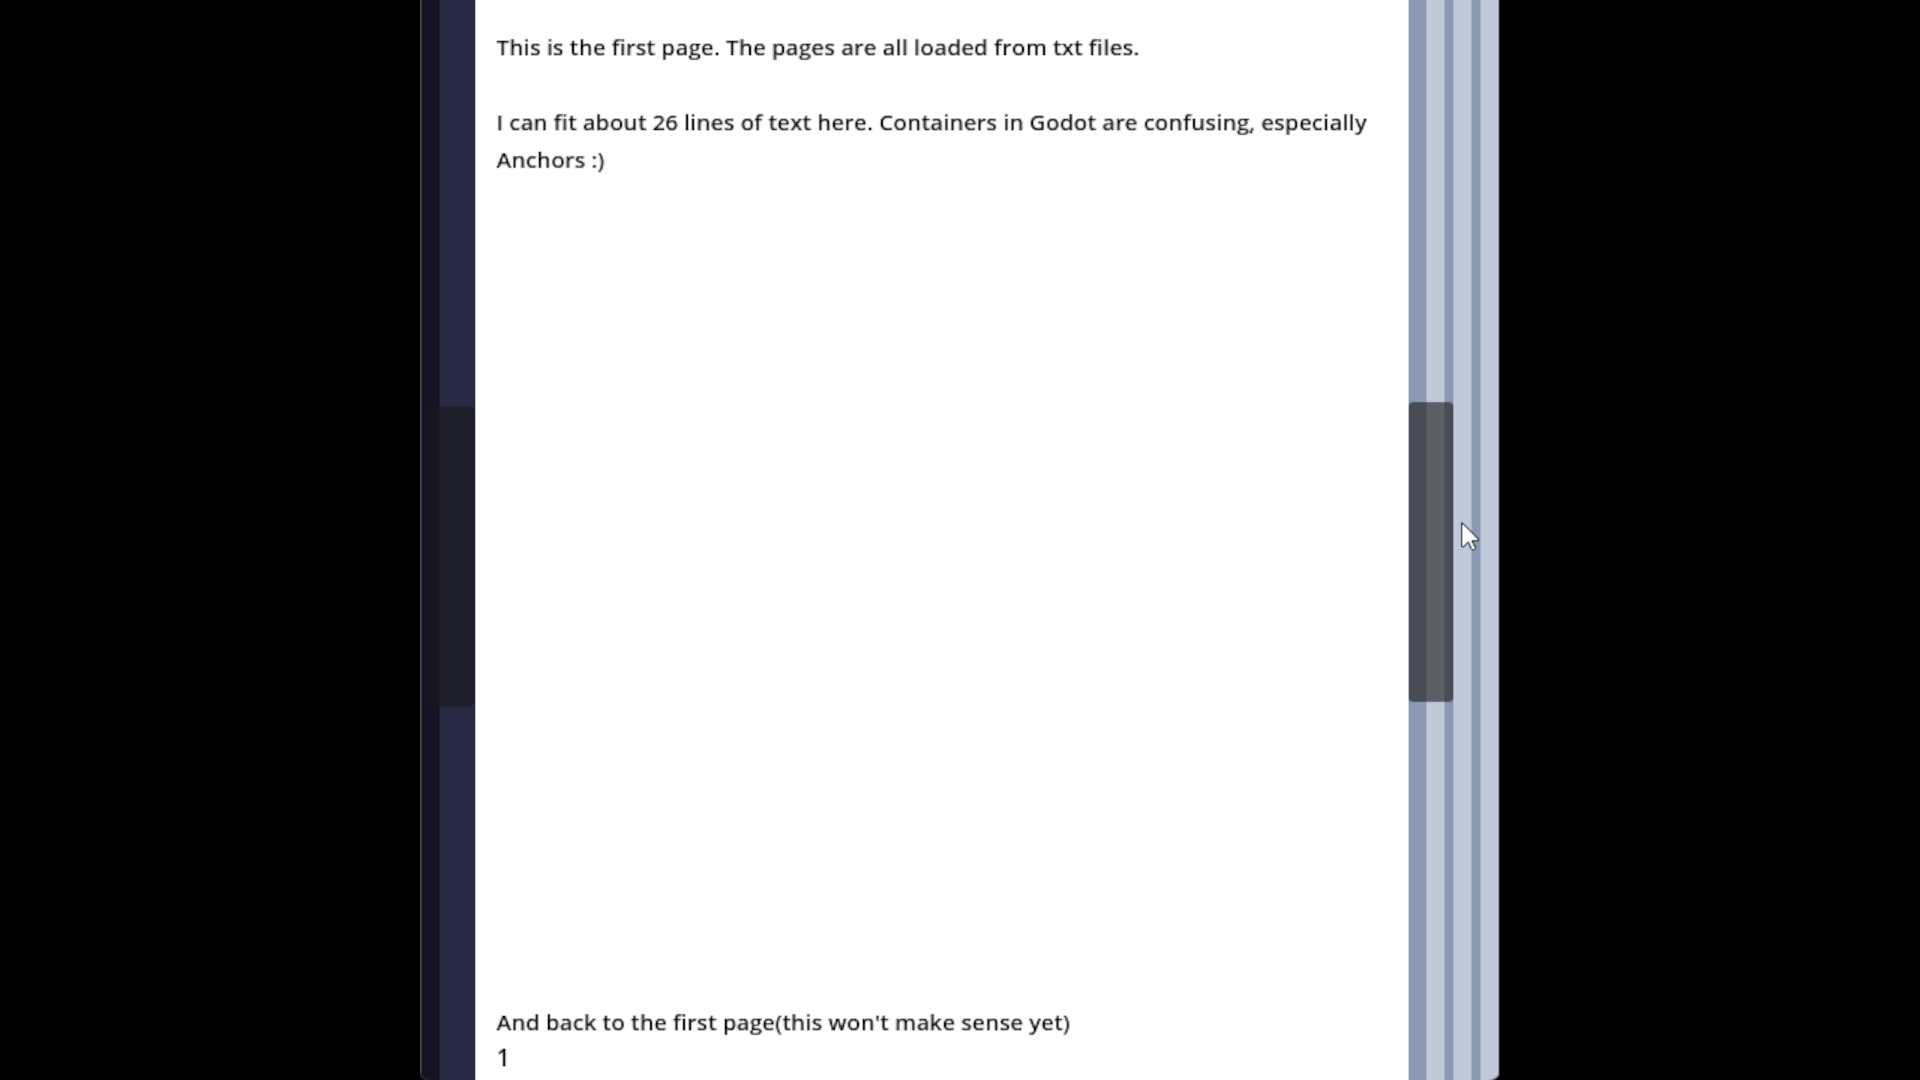 This is the first page. The pages are all loaded from txt files.
I can fit about 26 lines of text here. Containers in Godot are confusing, especially
Anchors :)
And back to the first page(this won't make sense yet)
1